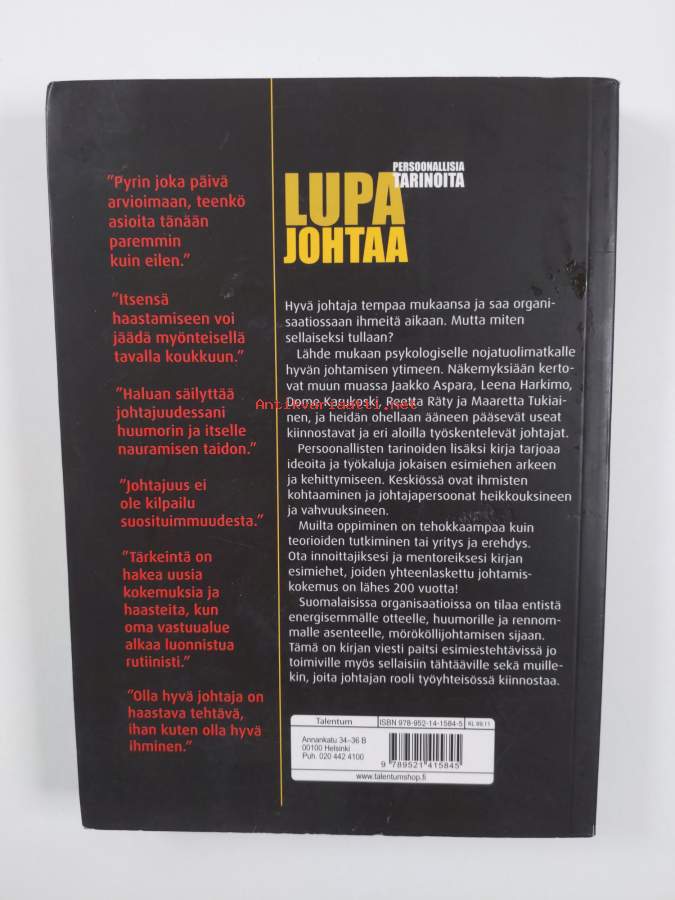 "Pyrin joka päivä
arvioimaan, teenkö
asioita tänään
paremmin
kuin eilen."
"Itsensä
haastamiseen voi
jäädä myönteisellä
tavalla koukkuun."
"Haluan säilyttää
johtajuudessani
huumorin ja itselle
nauramisen taidon."
"Johtajuus ei
ole kilpailu
suosituimmuudesta."
"Tärkeintä on
hakea uusia
kokemuksia ja
haasteita, kun
oma vastuualue
alkaa luonnistua
rutiinisti."
"Olla hyvä johtaja on
haastava tehtävä,
ihan kuten olla hyvä
ihminen."
PERSOONALLISIA
TARINOITA
LUPA
JOHTAA
Hyvä johtaja tempaa mukaansa ja saa organi-
saatiossaan ihmeitä aikaan. Mutta miten
sellaiseksi tullaan?
Lähde mukaan psykologiselle nojatuolimatkalle
hyvän johtamisen ytimeen. Näkemyksiään kerto-
vat muun muassa Jaakko Aspara, Leena Harkimo,
Dome Karukoski, Reetta Räty ja Maaretta Tukiai-
nen, ja heidän ohellaan ääneen pääsevät useat
kiinnostavat ja eri aloilla työskentelevät johtajat.
Persoonallisten tarinoiden lisäksi kirja tarjoaa
ideoita ja työkaluja jokaisen esimiehen arkeen
ja kehittymiseen. Keskiössä ovat ihmisten
kohtaaminen ja johtajapersoonat heikkouksineen
ja vahvuuksineen.
Muilta oppiminen on tehokkaampaa kuin
teorioiden tutkiminen tai yritys ja erehdys.
Ota innoittajiksesi ja mentoreiksesi kirjan
esimiehet, joiden yhteenlaskettu johtamis-
kokemus on lähes 200 vuotta!
Suomalaisissa organisaatioissa on tilaa entistä
energisemmälle otteelle, huumorille ja rennom-
malle asenteelle, mörököllijohtamisen sijaan.
Tämä on kirjan viesti paitsi esimiestehtävissä jo
toimiville myös sellaisiin tähtääville sekä muille-
kin, joita johtajan rooli työyhteisössä kiinnostaa.
Antikvariaatti.net
Talentum
ISBN 978-952-14-1584-5
KL 69.11
Annankatu 34–36 B
00100 Helsinki
Puh. 020 442 4100
9 789521 415845
www.talentumshop.fi